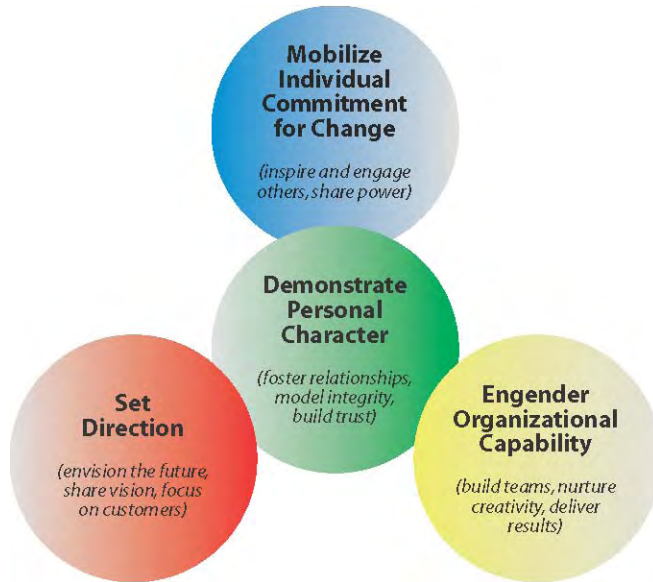 Mobilize
Individual
Commitment
for Change
(inspire and engage
others, share power)
Demonstrate
Personal
Character
(foster relationships,
model integrity,
build trust)
Set
Direction
(envision the future,
share vision, focus
on customers)
Engender
Organizational
Capability
(build teams, nurture
creativity, deliver
results)